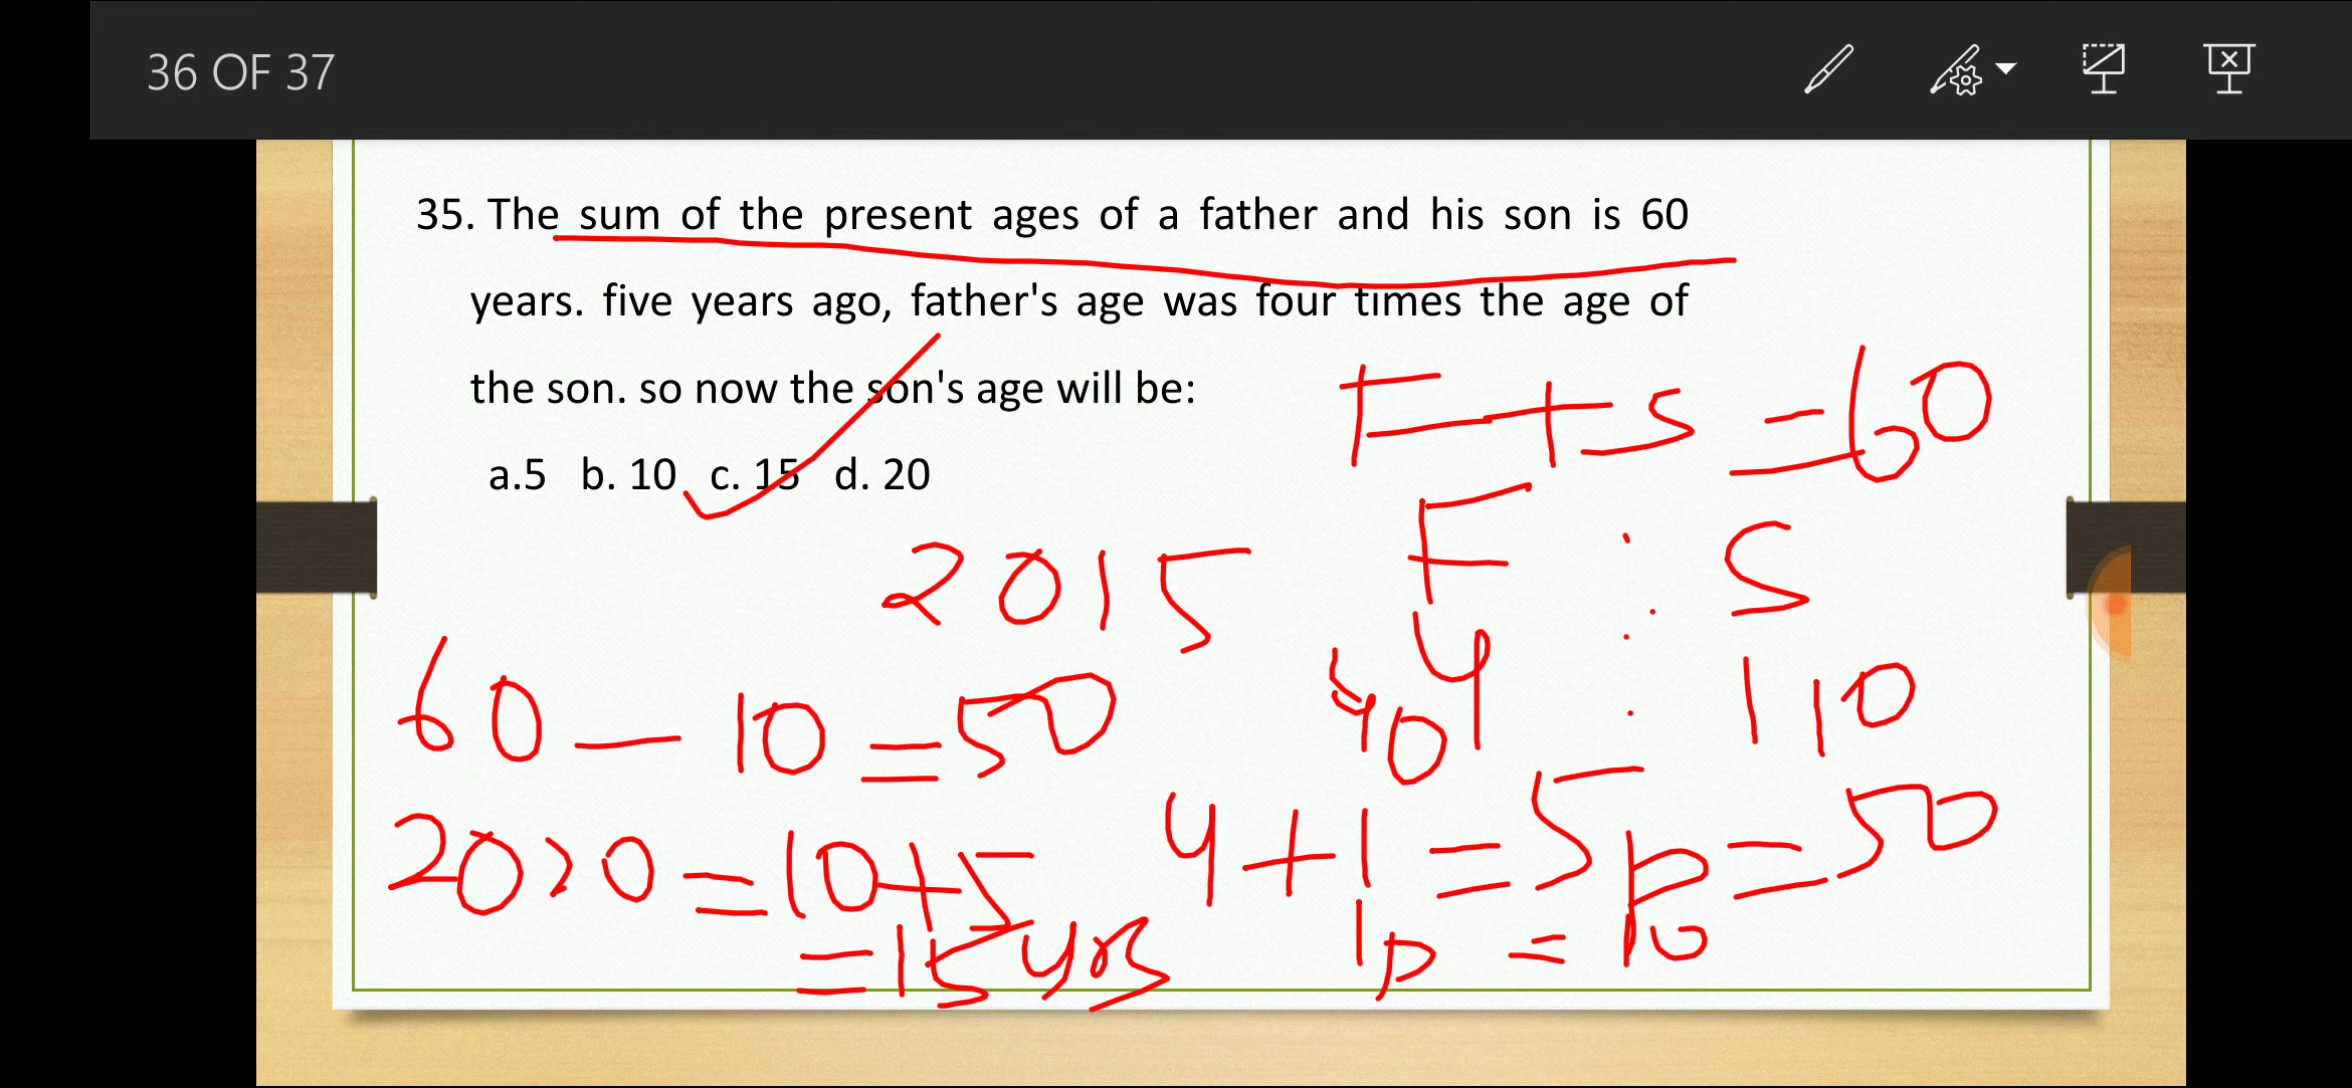 36 OF 37
35. The sum of the present ages of a father and his son is 60
years. five years ago, father's age was four times the age of
the son. so now the son's age will be:
a.5 b. 10 c. 15 d. 20
F + S = 60
2015
F : S
4 : 1
40 10
60 - 10 = 50
4+1 = 5p = 50
2020 = 10+5
1p = 10
= 15 yrs